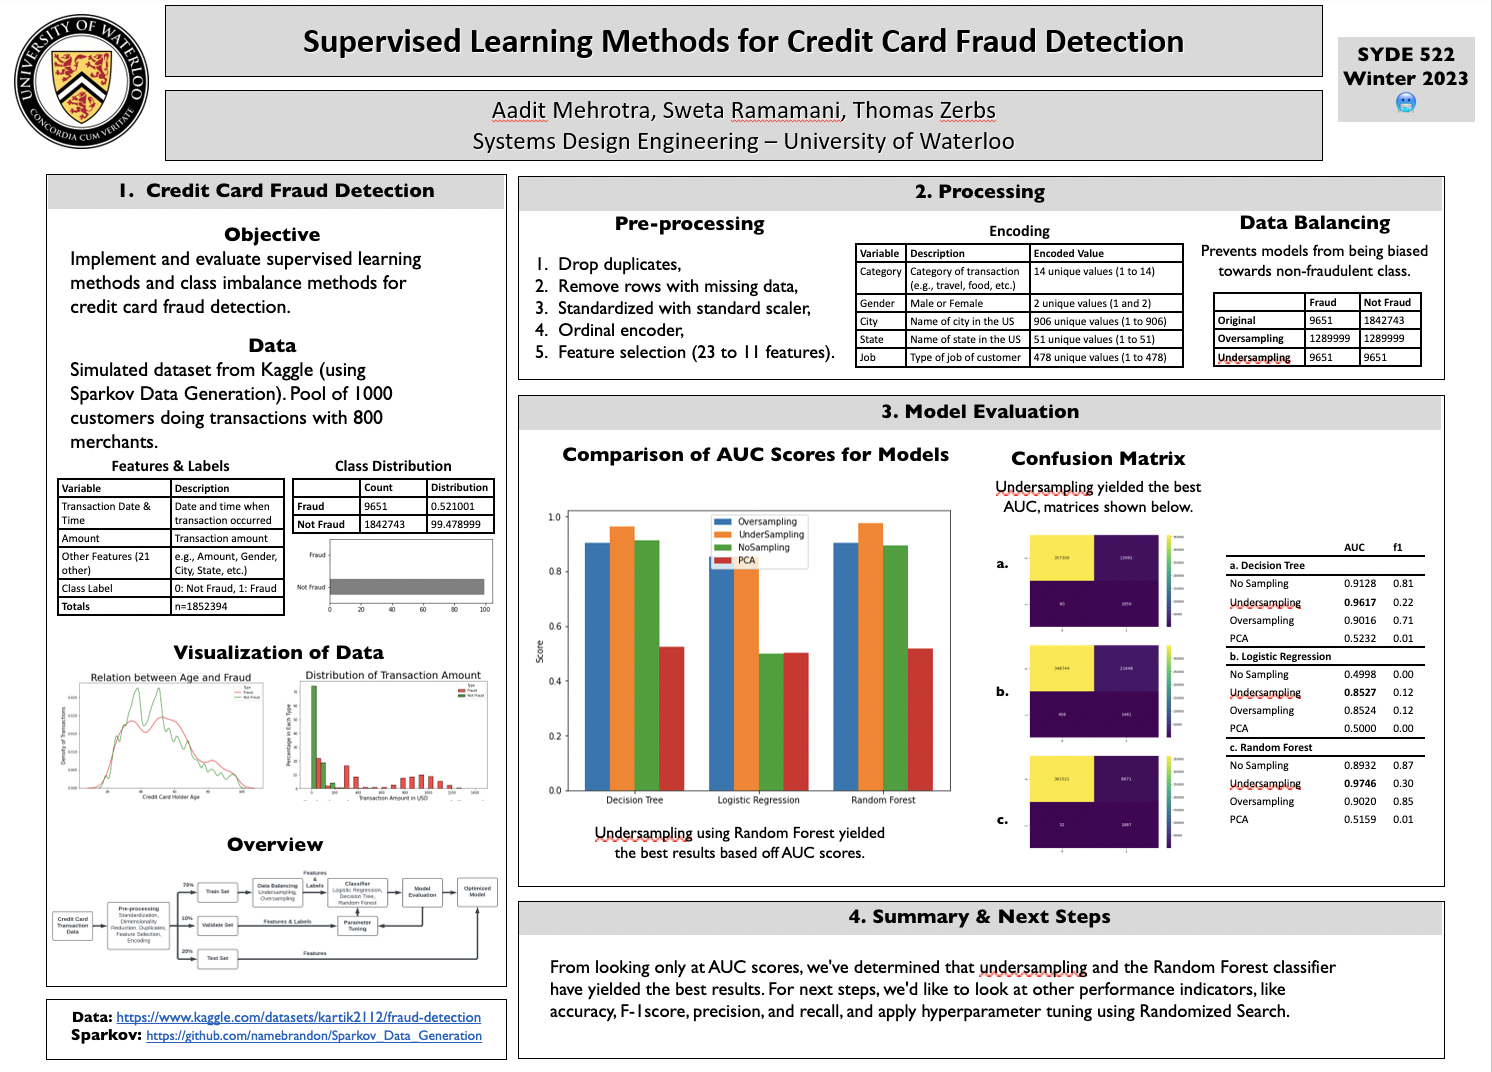 UNIVERSITY OF WATERLOO
CONCORDIA CUM VERITATE
Supervised Learning Methods for Credit Card Fraud Detection
Aadit Mehrotra, Sweta Ramamani, Thomas Zerbs
Systems Design Engineering – University of Waterloo
SYDE 522
Winter 2023
1. Credit Card Fraud Detection
Objective
Implement and evaluate supervised learning
methods and class imbalance methods for
credit card fraud detection.
Data
Simulated dataset from Kaggle (using
Sparkov Data Generation). Pool of 1000
customers doing transactions with 800
merchants.
Features & Labels
Variable Description
Transaction Date & Time Date and time when transaction occurred
Amount Transaction amount
Other Features (21 other) e.g., Amount, Gender, City, State, etc.)
Class Label 0: Not Fraud, 1: Fraud
Totals n=1852394
Class Distribution
Count Distribution
Fraud 9651 0.521001
Not Fraud 1842743 99.478999
Fraud
Not Fraud
0 20 40 60 80 100
Visualization of Data
Relation between Age and Fraud
Type
Fraud
Not Fraud
Density of Transactions
Credit Card Holder Age
Distribution of Transaction Amount
Type
Fraud
Not Fraud
Percentage in Each Type
Transaction Amount in USD
Overview
Credit Card Transaction Data
Pre-processing
Standardization, Dimensionality Reduction, Duplicates, Feature Selection, Encoding
70%
Train Set
Data Balancing
Undersampling, Oversampling
Features & Labels
Classifier
Logistic Regression, Decision Tree, Random Forest
Model Evaluation
Optimized Model
10%
Validate Set
Features & Labels
Parameter Tuning
20%
Test Set
Features
Data: https://www.kaggle.com/datasets/kartik2112/fraud-detection
Sparkov: https://github.com/namebrandon/Sparkov_Data_Generation
2. Processing
Pre-processing
1. Drop duplicates,
2. Remove rows with missing data,
3. Standardized with standard scaler,
4. Ordinal encoder,
5. Feature selection (23 to 11 features).
Encoding
Variable Description Encoded Value
Category Category of transaction (e.g., travel, food, etc.) 14 unique values (1 to 14)
Gender Male or Female 2 unique values (1 and 2)
City Name of city in the US 906 unique values (1 to 906)
State Name of state in the US 51 unique values (1 to 51)
Job Type of job of customer 478 unique values (1 to 478)
Data Balancing
Prevents models from being biased
towards non-fraudulent class.
Fraud Not Fraud
Original 9651 1842743
Oversampling 1289999 1289999
Undersampling 9651 9651
3. Model Evaluation
Comparison of AUC Scores for Models
Oversampling
UnderSampling
NoSampling
PCA
Score
1.0
0.8
0.6
0.4
0.2
0.0
Decision Tree Logistic Regression Random Forest
Undersampling using Random Forest yielded
the best results based off AUC scores.
Confusion Matrix
Undersampling yielded the best
AUC, matrices shown below.
a.
b.
c.
AUC f1
a. Decision Tree
No Sampling 0.9128 0.81
Undersampling 0.9617 0.22
Oversampling 0.9016 0.71
PCA 0.5232 0.01
b. Logistic Regression
No Sampling 0.4998 0.00
Undersampling 0.8527 0.12
Oversampling 0.8524 0.12
PCA 0.5000 0.00
c. Random Forest
No Sampling 0.8932 0.87
Undersampling 0.9746 0.30
Oversampling 0.9020 0.85
PCA 0.5159 0.01
4. Summary & Next Steps
From looking only at AUC scores, we've determined that undersampling and the Random Forest classifier
have yielded the best results. For next steps, we'd like to look at other performance indicators, like
accuracy, F-1score, precision, and recall, and apply hyperparameter tuning using Randomized Search.